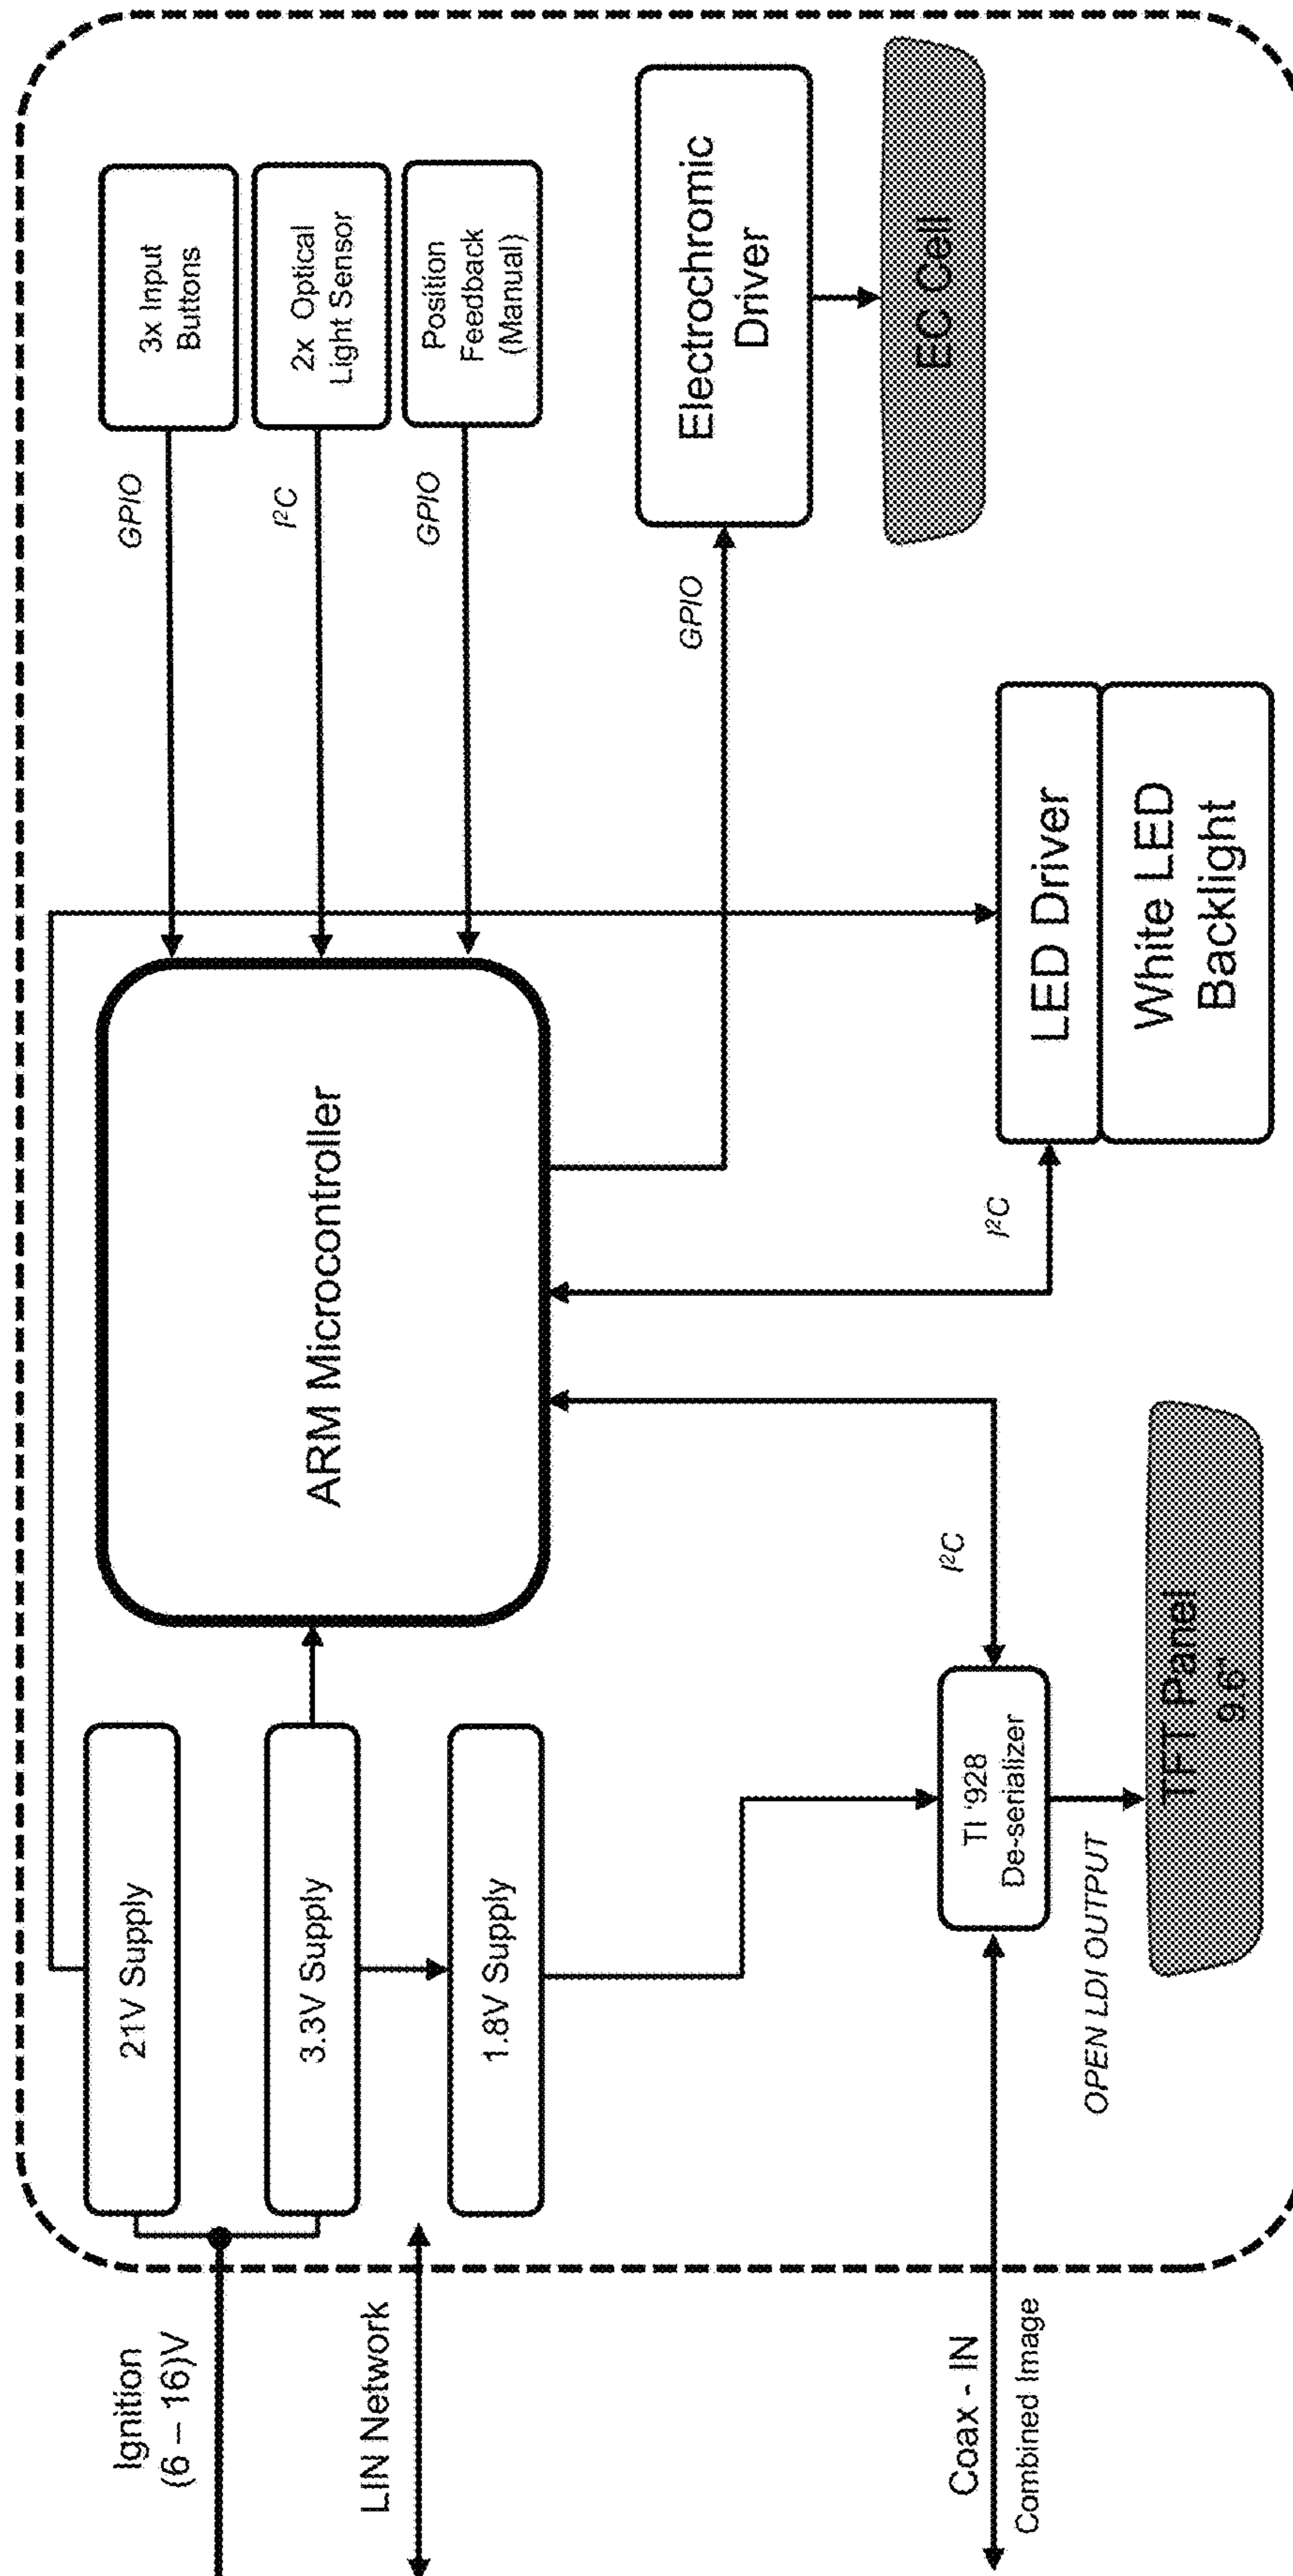 Ignition
(6 – 16)V
LIN Network
Coax - IN
Combined Image
21V Supply
3.3V Supply
1.8V Supply
TI '928
De-serializer
OPEN LDI OUTPUT
TFT Panel
9.6"
I²C
ARM Microcontroller
I²C
LED Driver
White LED
Backlight
GPIO
I²C
GPIO
GPIO
3x Input
Buttons
2x Optical
Light Sensor
Position
Feedback
(Manual)
Electrochromic
Driver
EC Cell